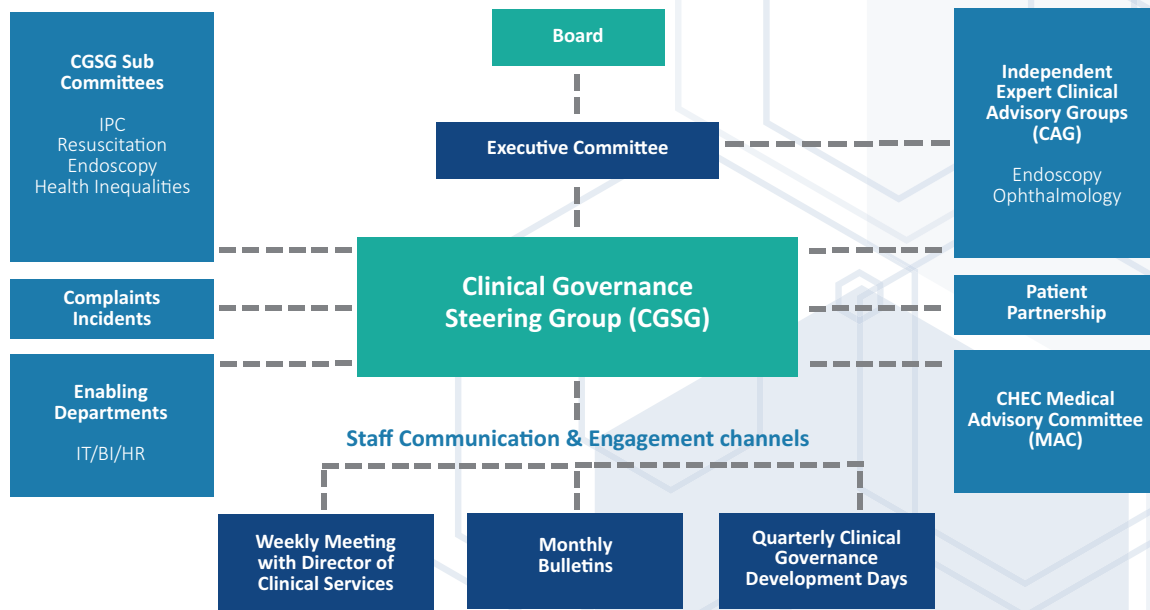 CGSG Sub
Committees
IPC
Resuscitation
Endoscopy
Health Inequalities
Board
Executive Committee
Independent
Expert Clinical
Advisory Groups
(CAG)
Endoscopy
Ophthalmology
Complaints
Incidents
Clinical Governance
Steering Group (CGSG)
Patient
Partnership
Enabling
Departments
IT/BI/HR
CHEC Medical
Advisory Committee
(MAC)
Staff Communication & Engagement channels
Weekly Meeting
with Director of
Clinical Services
Monthly
Bulletins
Quarterly Clinical
Governance
Development Days